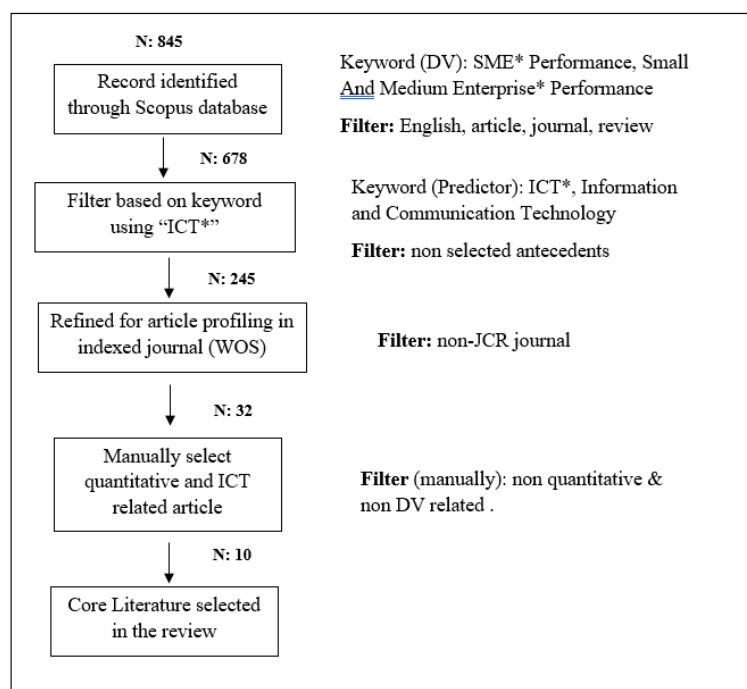 N: 845
Record identified
through Scopus database
Keyword (DV): SME* Performance, Small
And Medium Enterprise* Performance
Filter: English, article, journal, review
N: 678
Filter based on keyword
using “ICT*”
Keyword (Predictor): ICT*, Information
and Communication Technology
Filter: non selected antecedents
N: 245
Refined for article profiling in
indexed journal (WOS)
Filter: non-JCR journal
N: 32
Manually select
quantitative and ICT
related article
Filter (manually): non quantitative &
non DV related .
N: 10
Core Literature selected
in the review